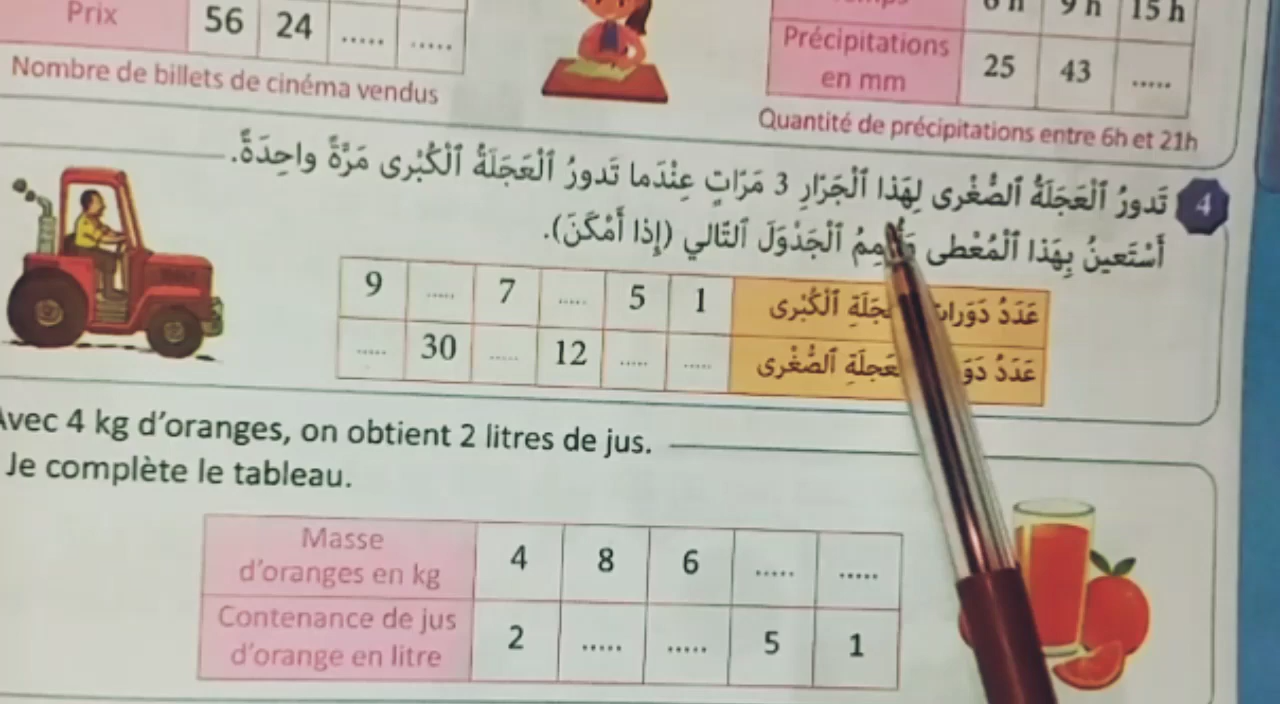 Prix 56 24 ..... .....
Nombre de billets de cinéma vendus
9 h 15 h
Précipitations en mm 25 43 .....
Quantité de précipitations entre 6h et 21h
4 تَدورُ ٱلْعَجَلَةُ ٱلصُّغْرى لِهَذا ٱلْجَرّارِ 3 مَرّاتٍ عِنْدَما تَدورُ ٱلْعَجَلَةُ ٱلْكُبْرى مَرَّةً واحِدَةً.
أَسْتَعينُ بِهَذا ٱلْمُعْطى ٱلْجَدْوَلَ ٱلتّالي (إِذا أَمْكَنَ).
عَدَدُ ٱلْكُبْرى 1 5 ..... 7 ..... 9
عَدَدُ ٱلصُّغْرى ..... ..... 12 ..... 30 .....
Avec 4 kg d’oranges, on obtient 2 litres de jus.
Je complète le tableau.
Masse d’oranges en kg 4 8 6 ..... .....
Contenance de jus d’orange en litre 2 ..... ..... 5 1